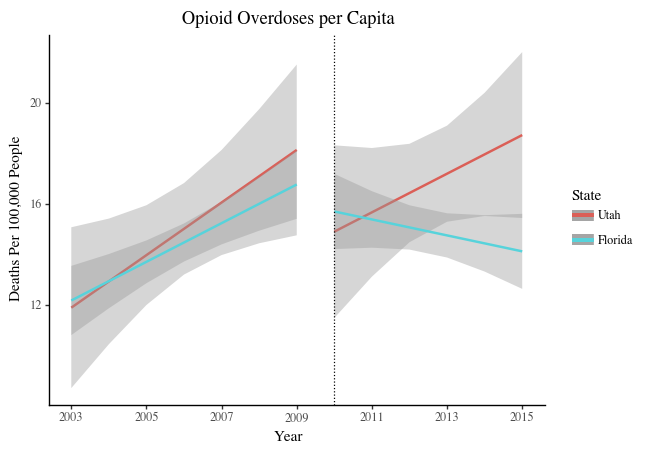 Opioid Overdoses per Capita
Deaths Per 100,000 People
20
16
12
2003 2005 2007 2009 2011 2013 2015
Year
State
Utah
Florida